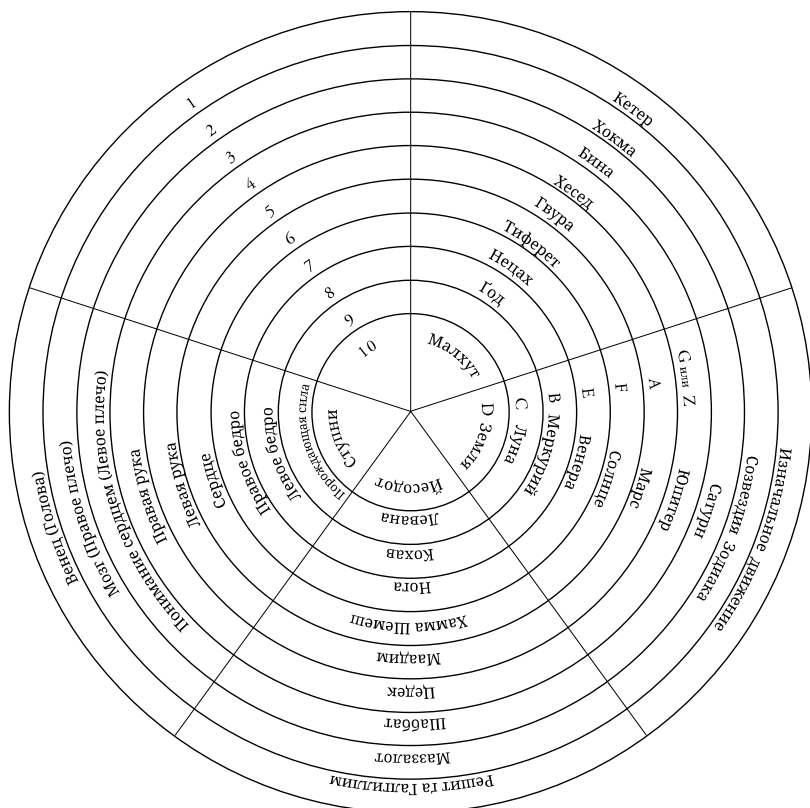 1
2
3
4
5
6
7
8
9
10
Кетер
Хокма
Бина
Хесед
Гвура
Тиферет
Нецах
Год
Малхут
Изначальное движение
Созвездия Зодиака
Сатурн
G или Z Юпитер
A Марс
F Солнце
E Венера
B Меркурий
C Луна
D Земля
Решит га Галгиллим
Маззалот
Шаббат
Цедек
Маадим
Хамма Шемеш
Нога
Кохав
Левана
Йесодот
Венец (Голова)
Мозг (Правое плечо)
Понимание сердцем (Левое плечо)
Правая рука
Левая рука
Сердце
Правое бедро
Левое бедро
Порождающая сила
Ступни